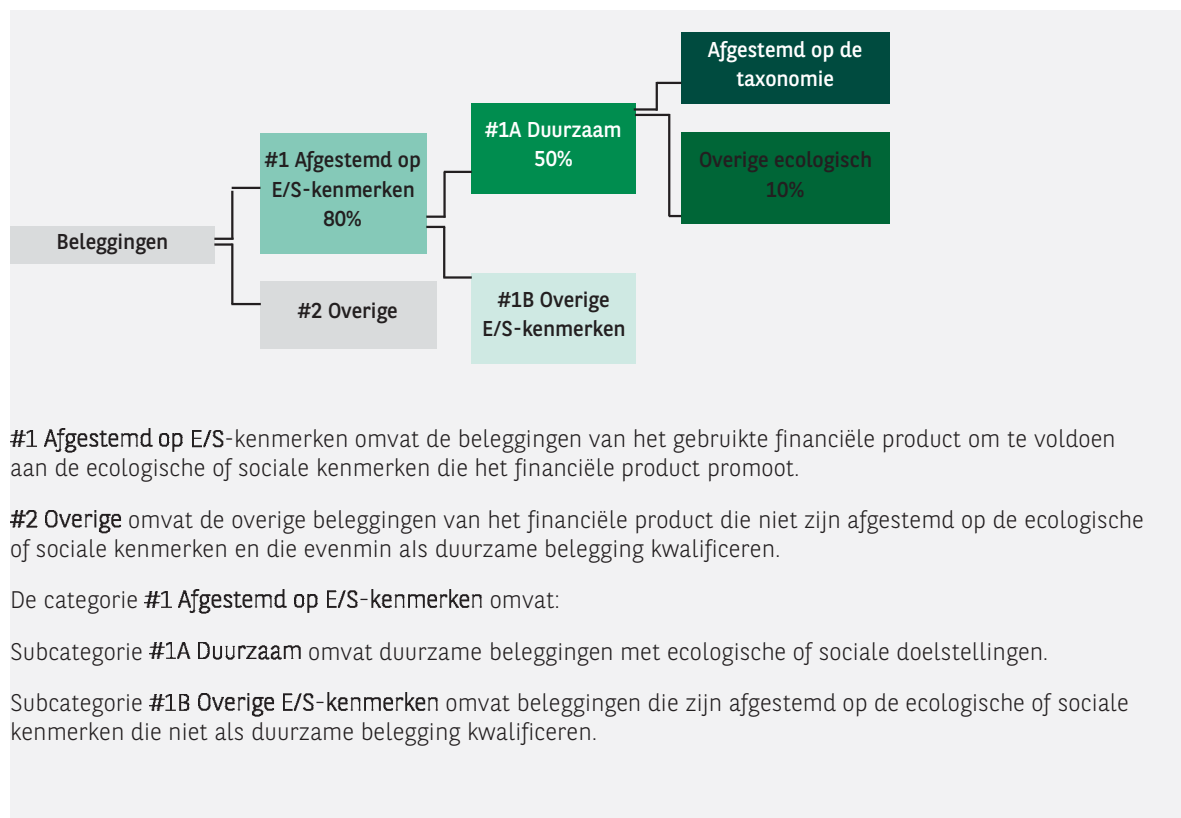 Afgestemd op de
taxonomie
#1A Duurzaam
50%
Overige ecologisch
10%
#1 Afgestemd op
E/S-kenmerken
80%
Beleggingen
#2 Overige
#1B Overige
E/S-kenmerken
#1 Afgestemd op E/S-kenmerken omvat de beleggingen van het gebruikte financiële product om te voldoen
aan de ecologische of sociale kenmerken die het financiële product promoot.
#2 Overige omvat de overige beleggingen van het financiële product die niet zijn afgestemd op de ecologische
of sociale kenmerken en die evenmin als duurzame belegging kwalificeren.
De categorie #1 Afgestemd op E/S-kenmerken omvat:
Subcategorie #1A Duurzaam omvat duurzame beleggingen met ecologische of sociale doelstellingen.
Subcategorie #1B Overige E/S-kenmerken omvat beleggingen die zijn afgestemd op de ecologische of sociale
kenmerken die niet als duurzame belegging kwalificeren.